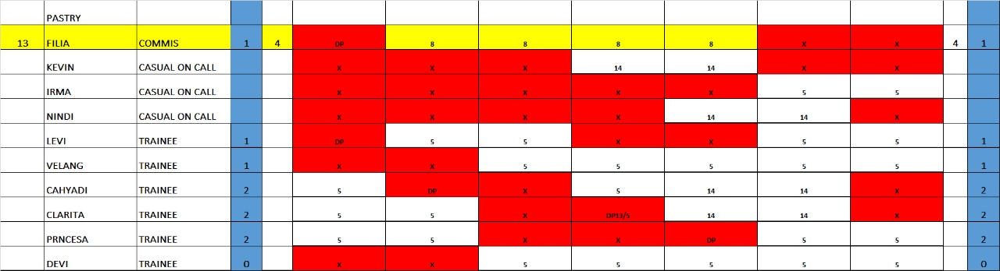 PASTRY
13 FILIA COMMIS 1 4 DP 8 8 8 8 X X 4 1
KEVIN CASUAL ON CALL X X X 14 14 X X
IRMA CASUAL ON CALL X X X X X 5 5
NINDI CASUAL ON CALL X X X X 14 14 X
LEVI TRAINEE 1 DP 5 5 X X 5 5 1
VELANG TRAINEE 1 X X 5 5 5 5 5 1
CAHYADI TRAINEE 2 5 DP X 5 14 14 X 2
CLARITA TRAINEE 2 5 5 X DP13/5 14 14 X 2
PRNCESA TRAINEE 2 5 5 X X DP 5 5 2
DEVI TRAINEE 0 X X 5 5 5 5 5 0